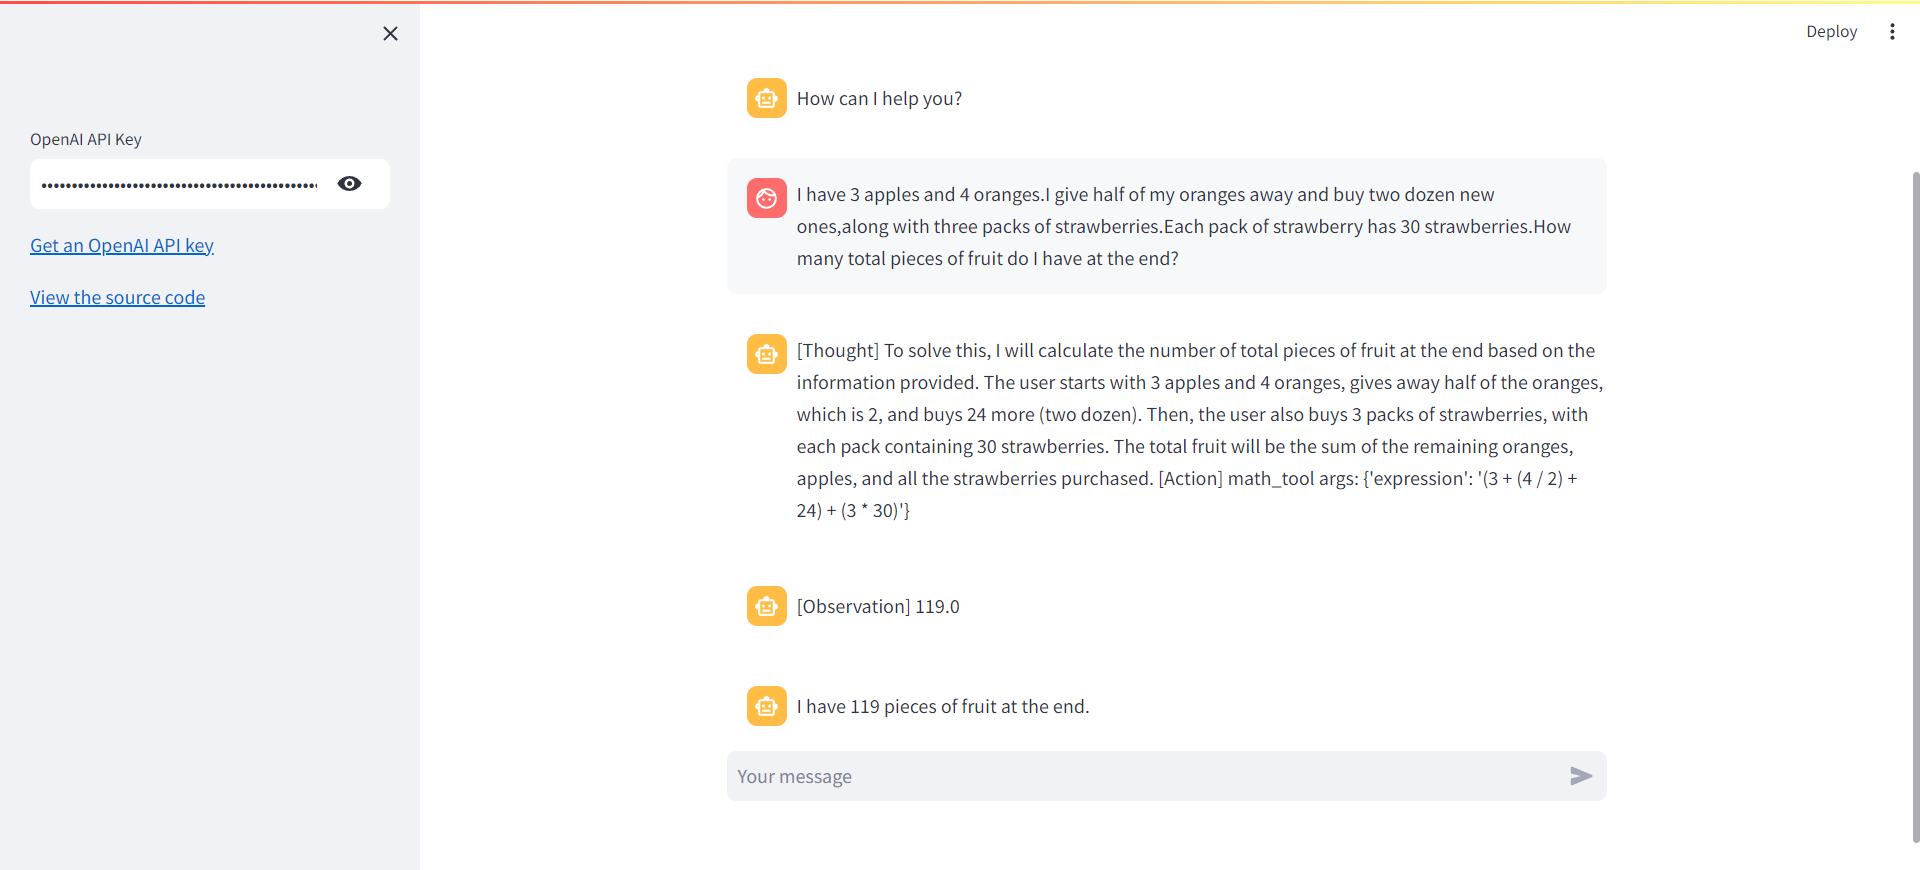 Deploy
OpenAI API Key
••••••••••••••••••••••••••••••••••••••••••••••
Get an OpenAI API key
View the source code
How can I help you?
I have 3 apples and 4 oranges.I give half of my oranges away and buy two dozen new
ones,along with three packs of strawberries.Each pack of strawberry has 30 strawberries.How
many total pieces of fruit do I have at the end?
[Thought] To solve this, I will calculate the number of total pieces of fruit at the end based on the
information provided. The user starts with 3 apples and 4 oranges, gives away half of the oranges,
which is 2, and buys 24 more (two dozen). Then, the user also buys 3 packs of strawberries, with
each pack containing 30 strawberries. The total fruit will be the sum of the remaining oranges,
apples, and all the strawberries purchased. [Action] math_tool args: {'expression': '(3 + (4 / 2) +
24) + (3 * 30)'}
[Observation] 119.0
I have 119 pieces of fruit at the end.
Your message